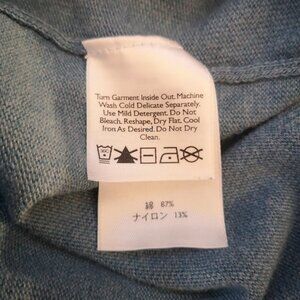 Turn Garment Inside Out. Machine
Wash Cold Delicate Separately.
Use Mild Detergent. Do Not
Bleach. Reshape, Dry Flat. Cool
Iron As Desired. Do Not Dry
Clean.
綿 87%
ナイロン 13%